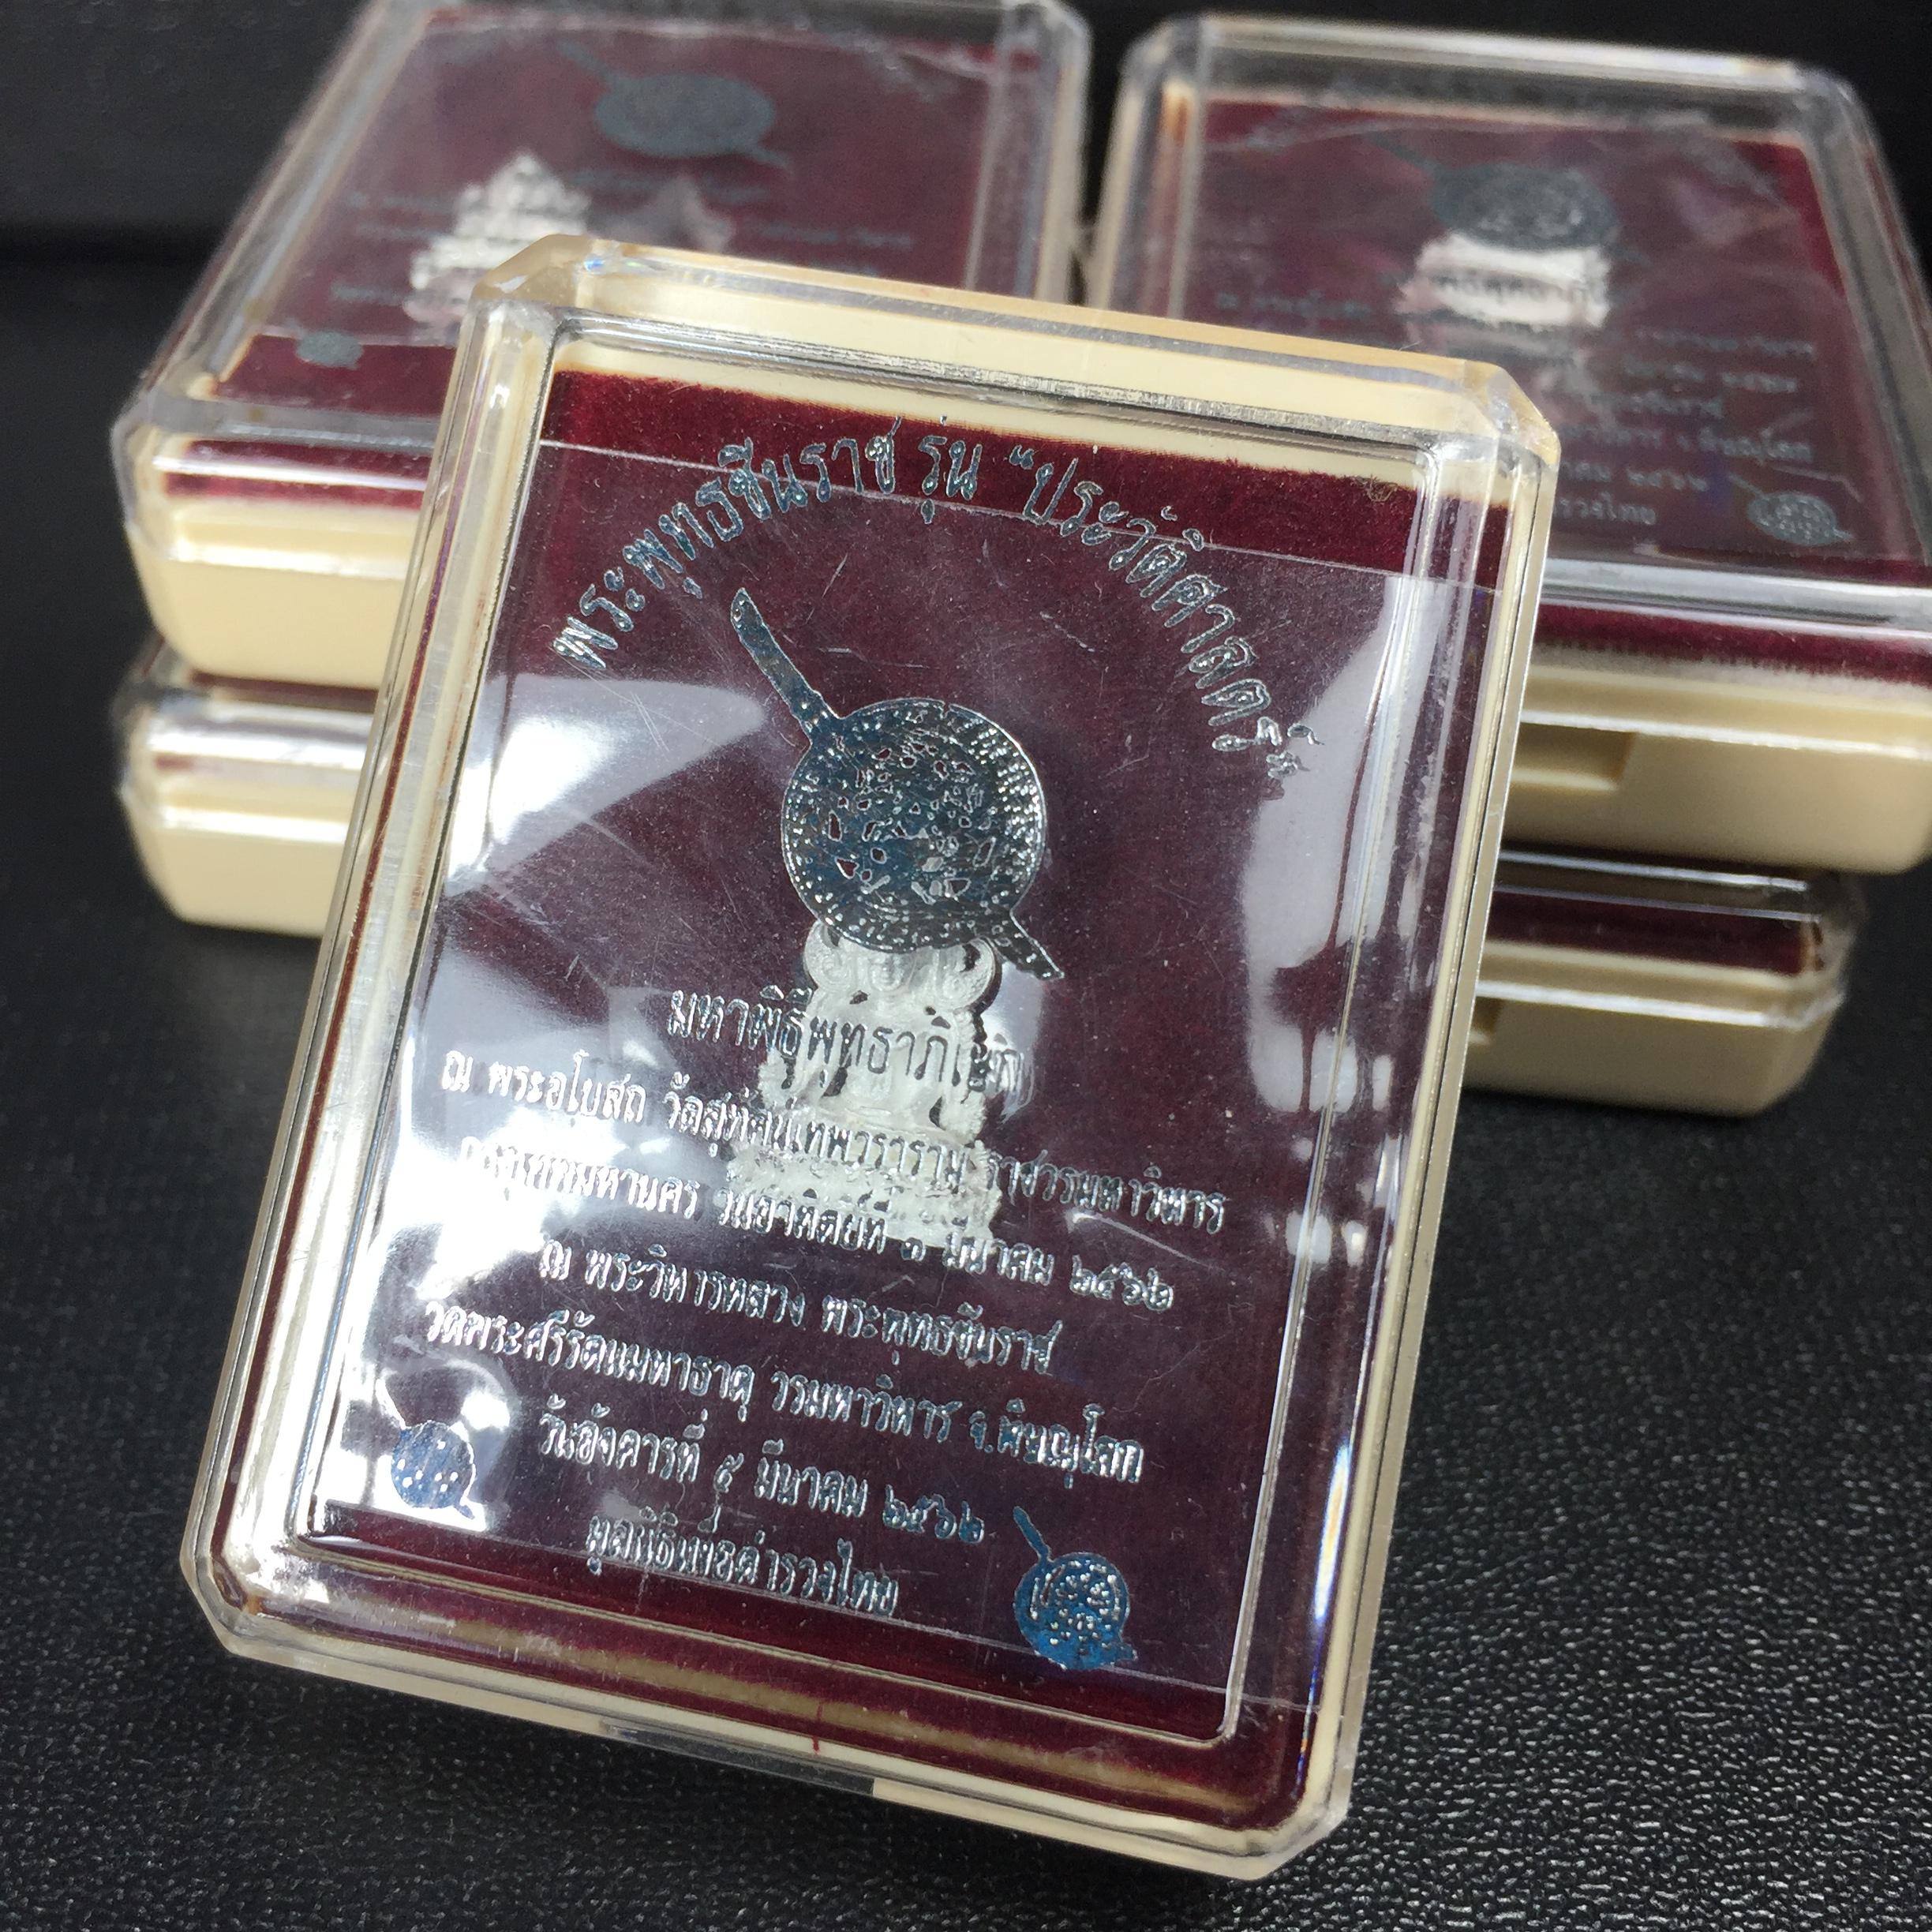 พระพุทธชินราช รุ่น "ประวัติศาสตร์"
มหาพิธีพุทธาภิเษก
ณ พระอุโบสถ วัดสุทัศน์เทพวราราม ราชวรมหาวิหาร
กรุงเทพมหานคร วันอาทิตย์ที่ ๓ มีนาคม ๒๕๖๒
ณ พระวิหารหลวง พระพุทธชินราช
วัดพระศรีรัตนมหาธาตุ วรมหาวิหาร จ.พิษณุโลก
วันอังคารที่ ๕ มีนาคม ๒๕๖๒
มูลนิธิเพื่อตำรวจไทย